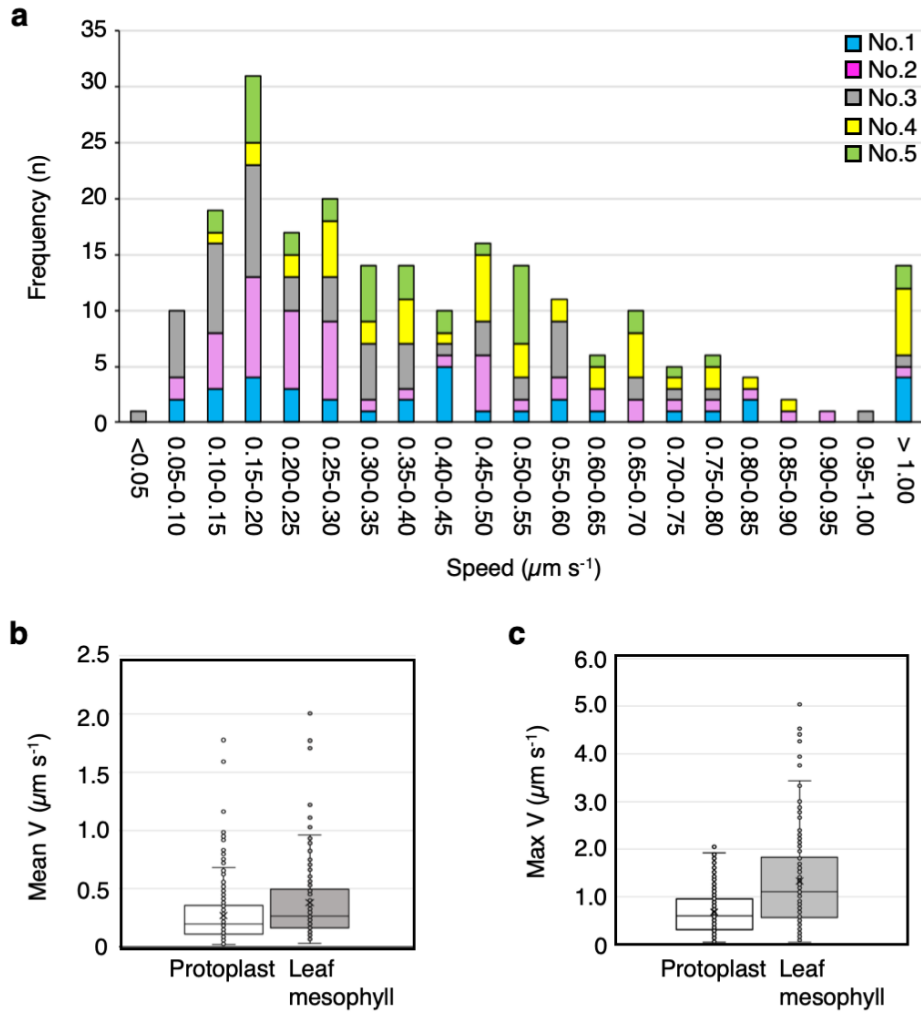 a
35
30
25
20
15
10
5
0
Frequency (n)
No.1
No.2
No.3
No.4
No.5
<0.05
0.05-0.10
0.10-0.15
0.15-0.20
0.20-0.25
0.25-0.30
0.30-0.35
0.35-0.40
0.40-0.45
0.45-0.50
0.50-0.55
0.55-0.60
0.60-0.65
0.65-0.70
0.70-0.75
0.75-0.80
0.80-0.85
0.85-0.90
0.90-0.95
0.95-1.00
> 1.00
Speed (µm s⁻¹)
b
2.5
2.0
1.5
1.0
0.5
0
Mean V (µm s⁻¹)
Protoplast
Leaf
mesophyll
c
6.0
5.0
4.0
3.0
2.0
1.0
0
Max V (µm s⁻¹)
Protoplast
Leaf
mesophyll